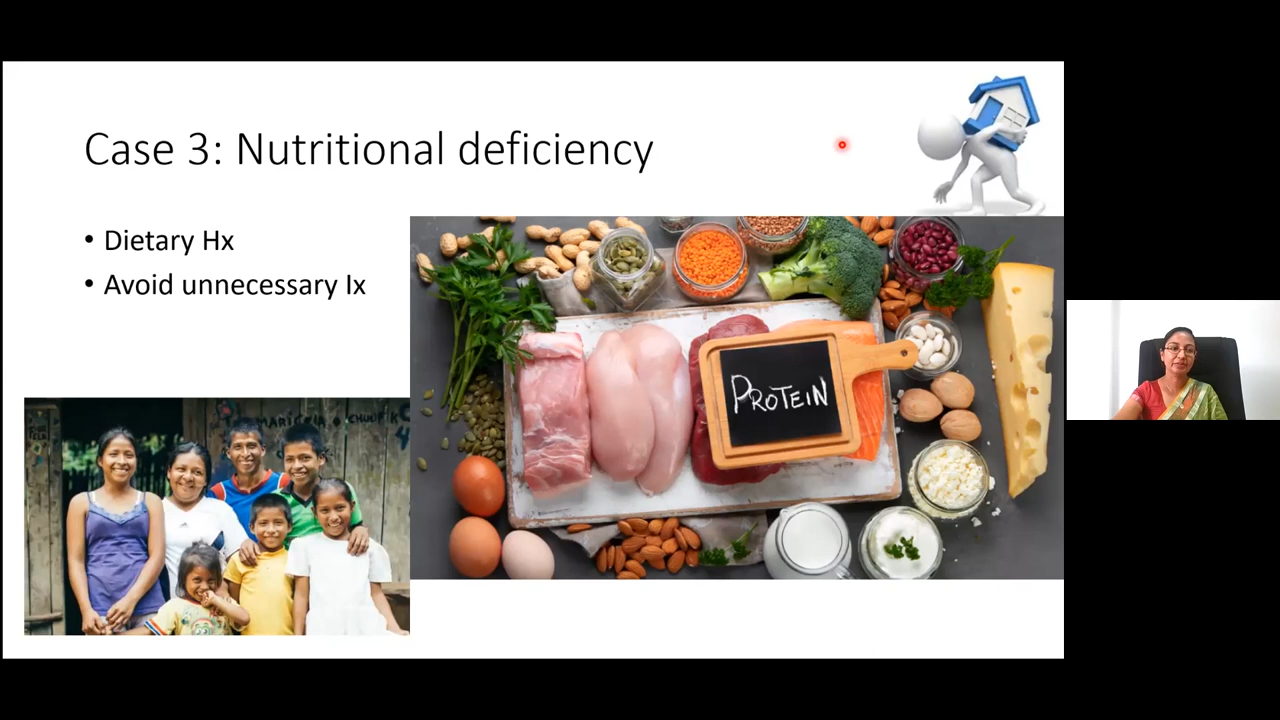 Case 3: Nutritional deficiency
• Dietary Hx
• Avoid unnecessary Ix
PROTEIN